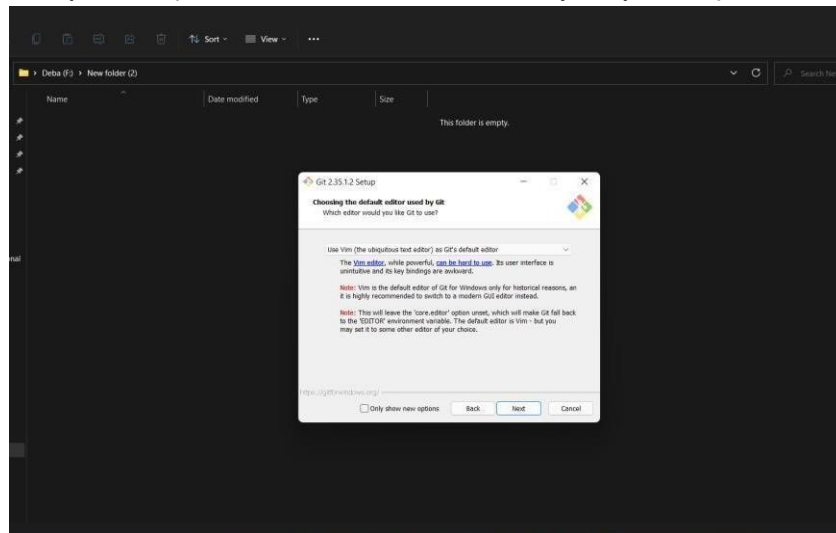 Sort
View
Deba (F:) › New folder (2)
Search Ne
Name
Date modified
Type
Size
This folder is empty.
Git 2.35.1.2 Setup
Choosing the default editor used by Git
Which editor would you like Git to use?
Use Vim (the ubiquitous text editor) as Git's default editor
The Vim editor, while powerful, can be hard to use. Its user interface is
unintuitive and its key bindings are awkward.
Note: Vim is the default editor of Git for Windows only for historical reasons, an
it is highly recommended to switch to a modern GUI editor instead.
Note: This will leave the 'core.editor' option unset, which will make Git fall back
to the 'EDITOR' environment variable. The default editor is Vim - but you
may set it to some other editor of your choice.
onal
https://gitforwindows.org/
Only show new options
Back
Next
Cancel